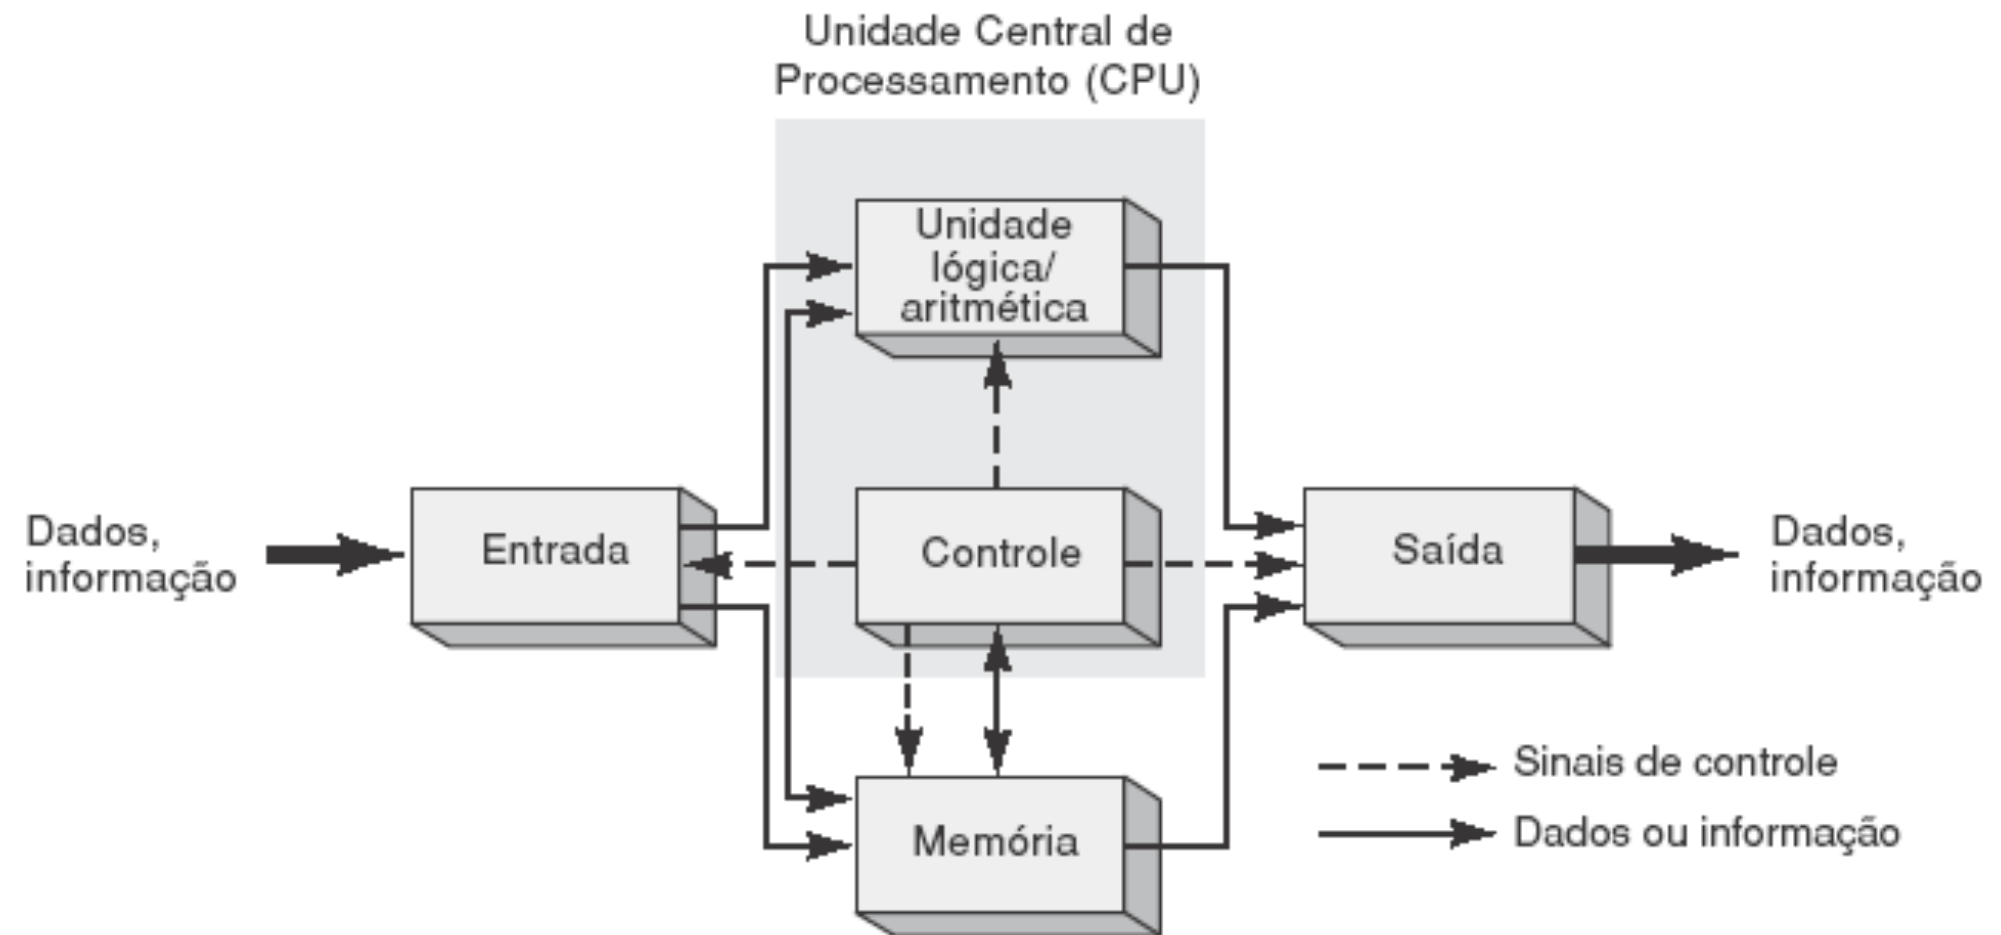 Unidade Central de
Processamento (CPU)
Unidade
lógica/
aritmética
Dados,
informação
Entrada
Controle
Saída
Dados,
informação
Memória
Sinais de controle
Dados ou informação